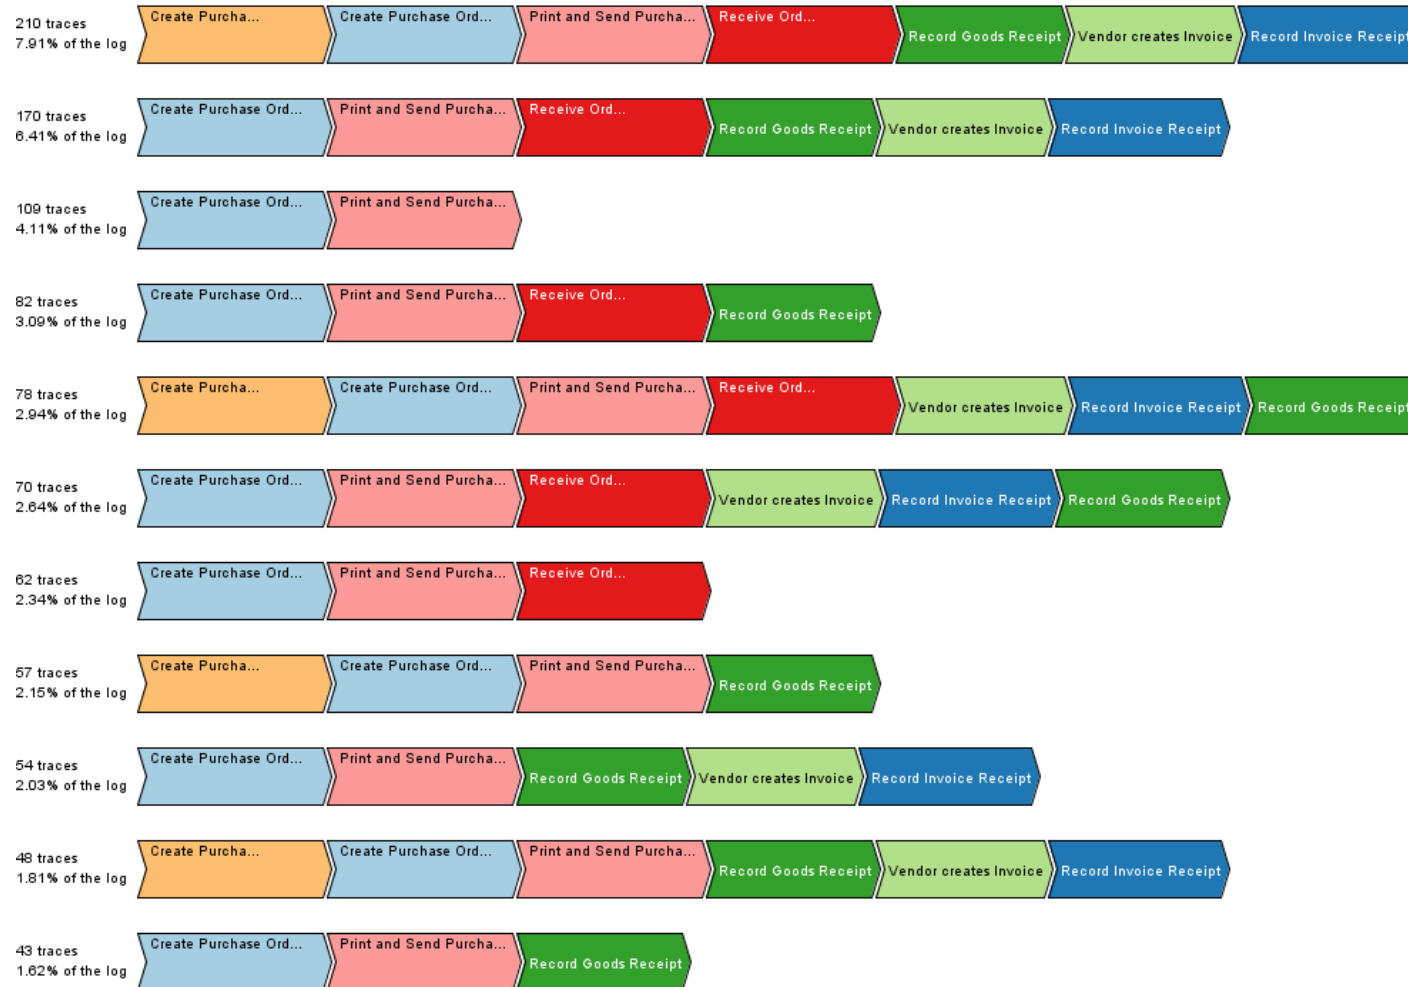 210 traces
7.91% of the log
Create Purcha...
Create Purchase Ord...
Print and Send Purcha...
Receive Ord...
Record Goods Receipt
Vendor creates Invoice
Record Invoice Receipt
170 traces
6.41% of the log
Create Purchase Ord...
Print and Send Purcha...
Receive Ord...
Record Goods Receipt
Vendor creates Invoice
Record Invoice Receipt
109 traces
4.11% of the log
Create Purchase Ord...
Print and Send Purcha...
82 traces
3.09% of the log
Create Purchase Ord...
Print and Send Purcha...
Receive Ord...
Record Goods Receipt
78 traces
2.94% of the log
Create Purcha...
Create Purchase Ord...
Print and Send Purcha...
Receive Ord...
Vendor creates Invoice
Record Invoice Receipt
Record Goods Receipt
70 traces
2.64% of the log
Create Purchase Ord...
Print and Send Purcha...
Receive Ord...
Vendor creates Invoice
Record Invoice Receipt
Record Goods Receipt
62 traces
2.34% of the log
Create Purchase Ord...
Print and Send Purcha...
Receive Ord...
57 traces
2.15% of the log
Create Purcha...
Create Purchase Ord...
Print and Send Purcha...
Record Goods Receipt
54 traces
2.03% of the log
Create Purchase Ord...
Print and Send Purcha...
Record Goods Receipt
Vendor creates Invoice
Record Invoice Receipt
48 traces
1.81% of the log
Create Purcha...
Create Purchase Ord...
Print and Send Purcha...
Record Goods Receipt
Vendor creates Invoice
Record Invoice Receipt
43 traces
1.62% of the log
Create Purchase Ord...
Print and Send Purcha...
Record Goods Receipt